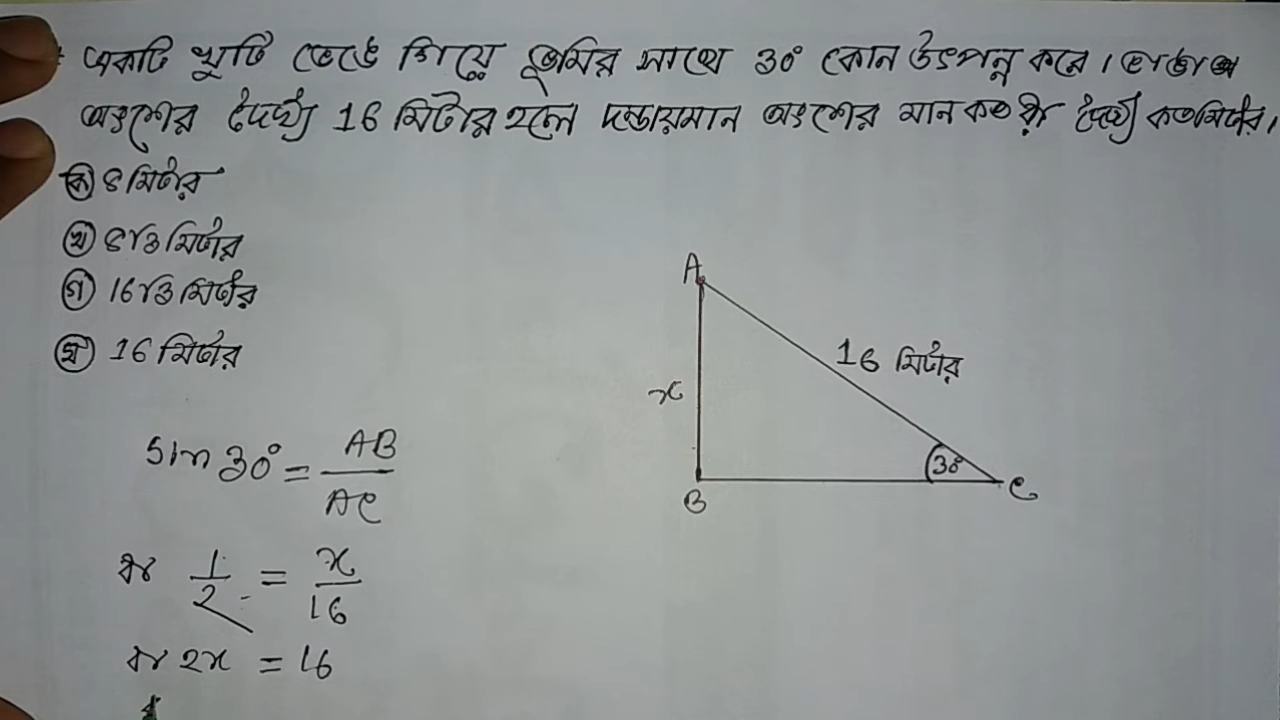 একটি খুটি ভেঙে গিয়ে ভূমির সাথে 30° কোন উৎপন্ন করে। ভাঙা
অংশের দৈর্ঘ্য 16 মিটার হলে দন্ডায়মান অংশের মান কত দৈর্ঘ্য কত মিটার।
ক 8 মিটার
খ 8√3 মিটার
গ 16√3 মিটার
ঘ 16 মিটার
A
16 মিটার
x
30°
B
C
sin 30° = AB/AC
বা 1/2 = x/16
বা 2x = 16